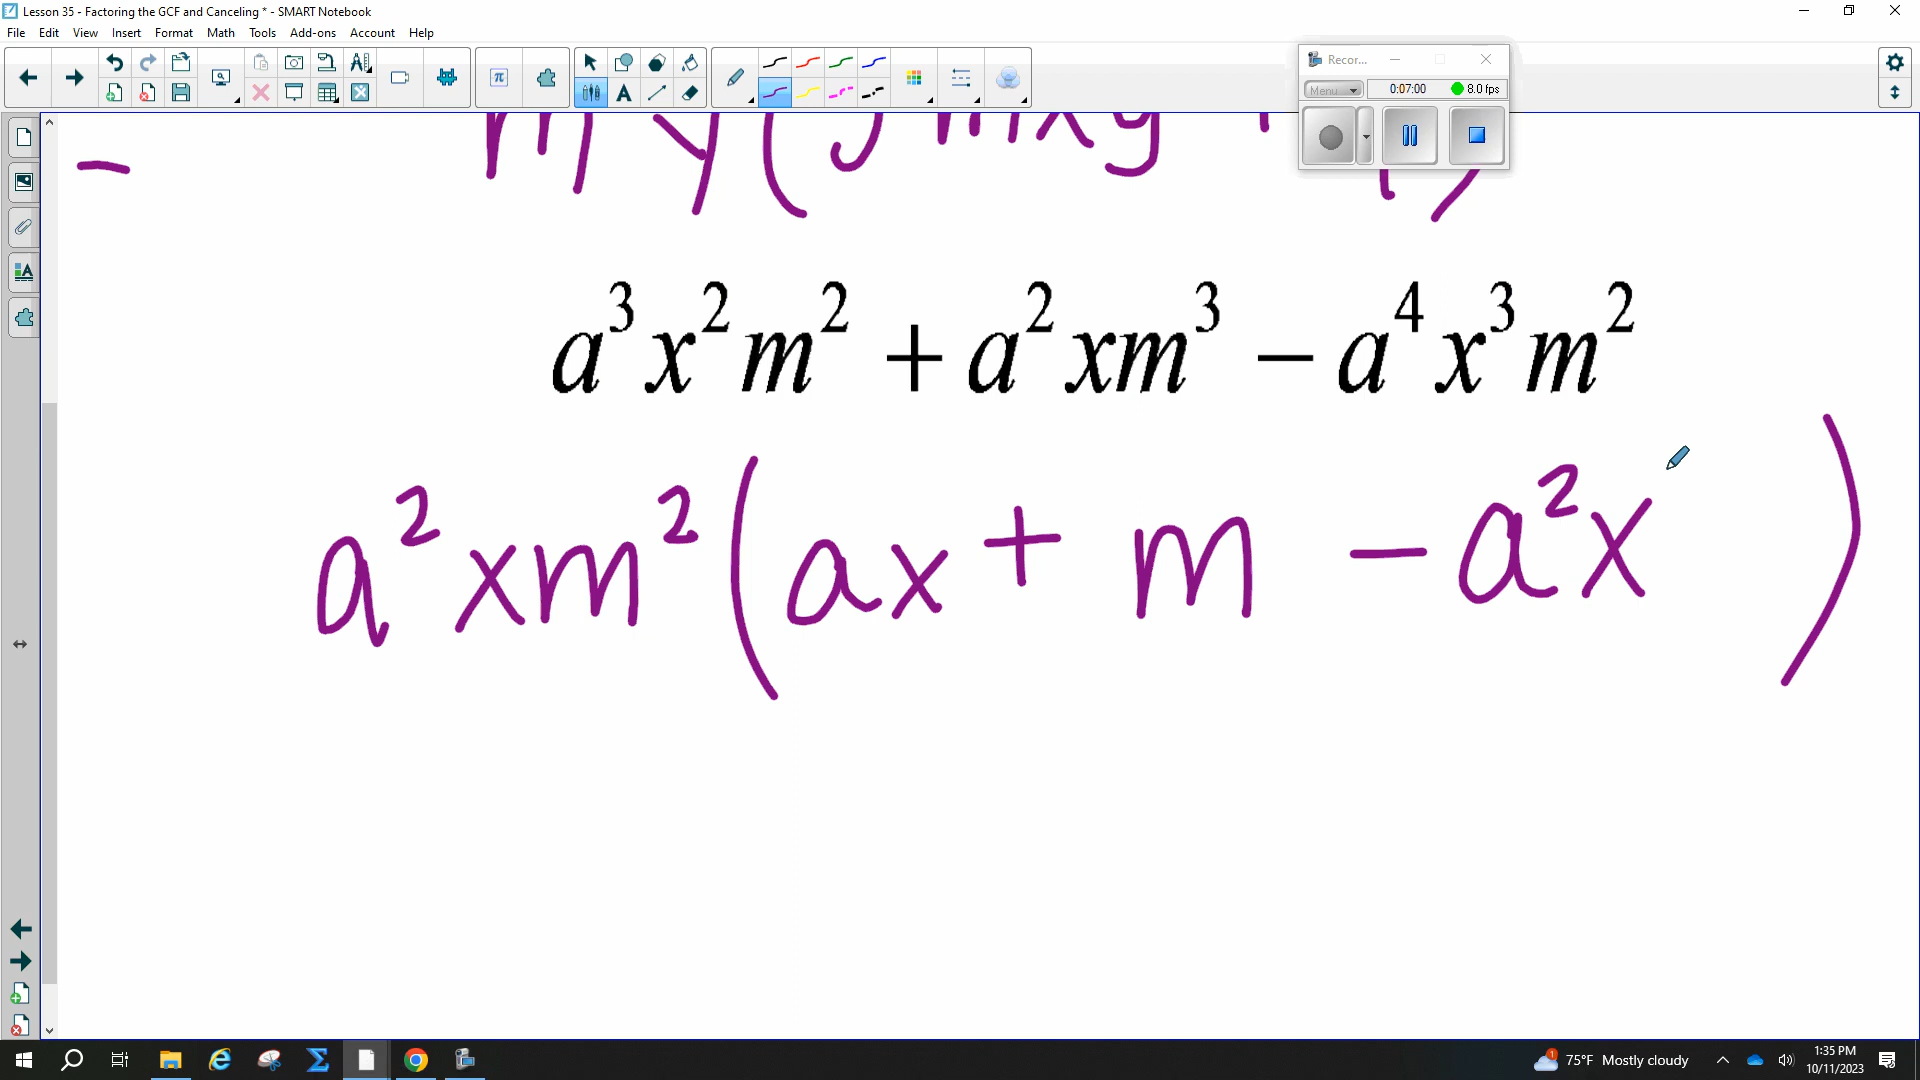 Lesson 35 - Factoring the GCF and Canceling * - SMART Notebook
File Edit View Insert Format Math Tools Add-ons Account Help
Recor...
Menu 0:07:00 8.0 fps
a³x²m² + a²xm³ − a⁴x³m²
a²xm²(ax + m − a²x )
75°F Mostly cloudy
1:35 PM
10/11/2023